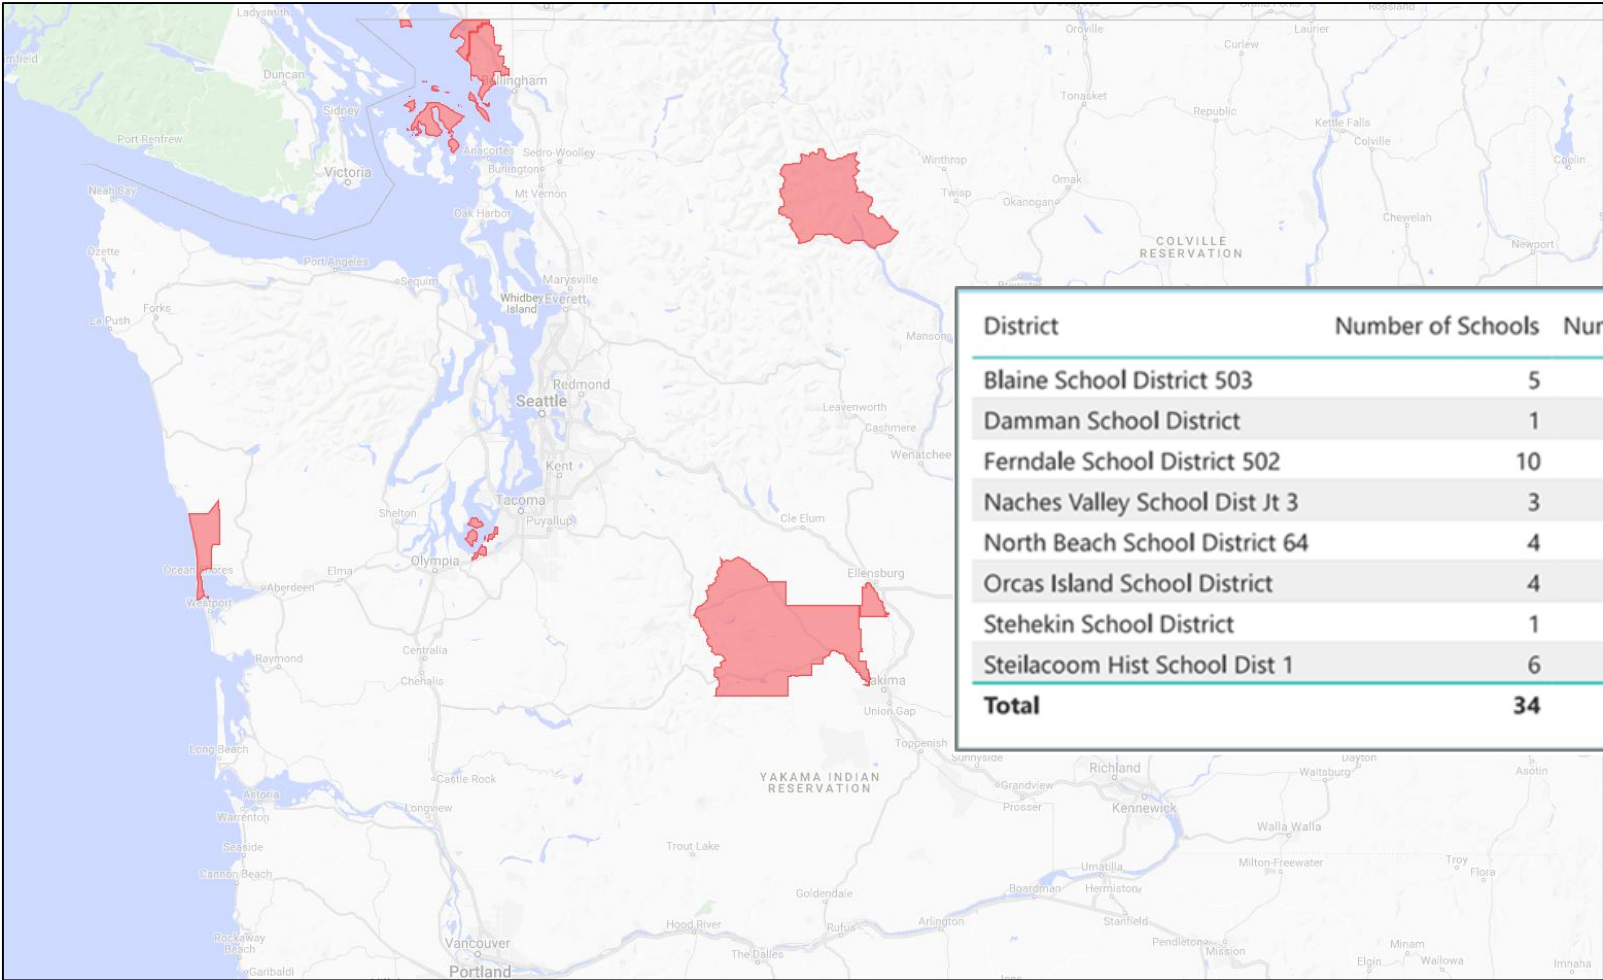 Ladysmith
Oroville
Laurier
Rossland
Curlew
mfield
Duncan
Bellingham
Tonasket
Republic
Sidney
Kettle Falls
Colville
Port Renfrew
Anacortes
Sedro-Woolley
Burlington
Winthrop
Coolin
Victoria
Mt Vernon
Omak
Twisp
Okanogan
Neah Bay
Oak Harbor
Chewelah
COLVILLE
RESERVATION
Newport
Ozette
Port Angeles
Sequim
Marysville
Whidbey
Island
Everett
Brewster
Forks
La Push
Manson
District Number of Schools Nur
Blaine School District 503 5
Damman School District 1
Ferndale School District 502 10
Naches Valley School Dist Jt 3 3
North Beach School District 64 4
Orcas Island School District 4
Stehekin School District 1
Steilacoom Hist School Dist 1 6
Total 34
Redmond
Seattle
Leavenworth
Cashmere
Wenatchee
Kent
Tacoma
Shelton
Puyallup
Cle Elum
Olympia
Elma
Ocean Shores
Aberdeen
Westport
Ellensburg
Raymond
Centralia
Chehalis
Yakima
Union Gap
Toppenish
Long Beach
Sunnyside
Richland
Dayton
Waitsburg
Asotin
Castle Rock
YAKAMA INDIAN
RESERVATION
Grandview
Prosser
Kennewick
Astoria
Warrenton
Longview
Walla Walla
Seaside
Trout Lake
Cannon Beach
Umatilla
Milton-Freewater
Troy
Flora
Goldendale
Boardman
Hermiston
Hood River
Rufus
Arlington
Stanfield
Rockaway
Beach
Vancouver
The Dalles
Pendleton
Mission
Minam
Elgin
Wallowa
Imnaha
Garibaldi
Portland